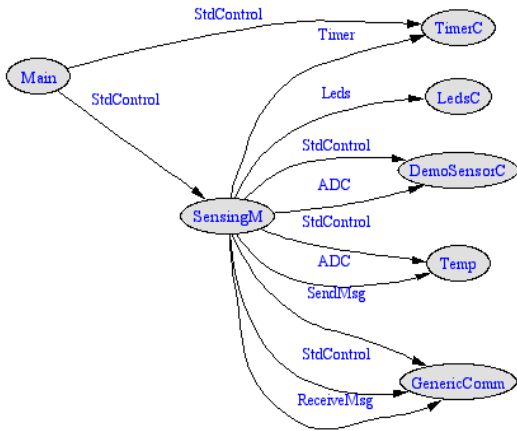 StdControl
Timer
TimerC
Main
StdControl
Leds
LedsC
StdControl
DemoSensorC
ADC
SensingM
StdControl
ADC
Temp
SendMsg
StdControl
GenericComm
ReceiveMsg